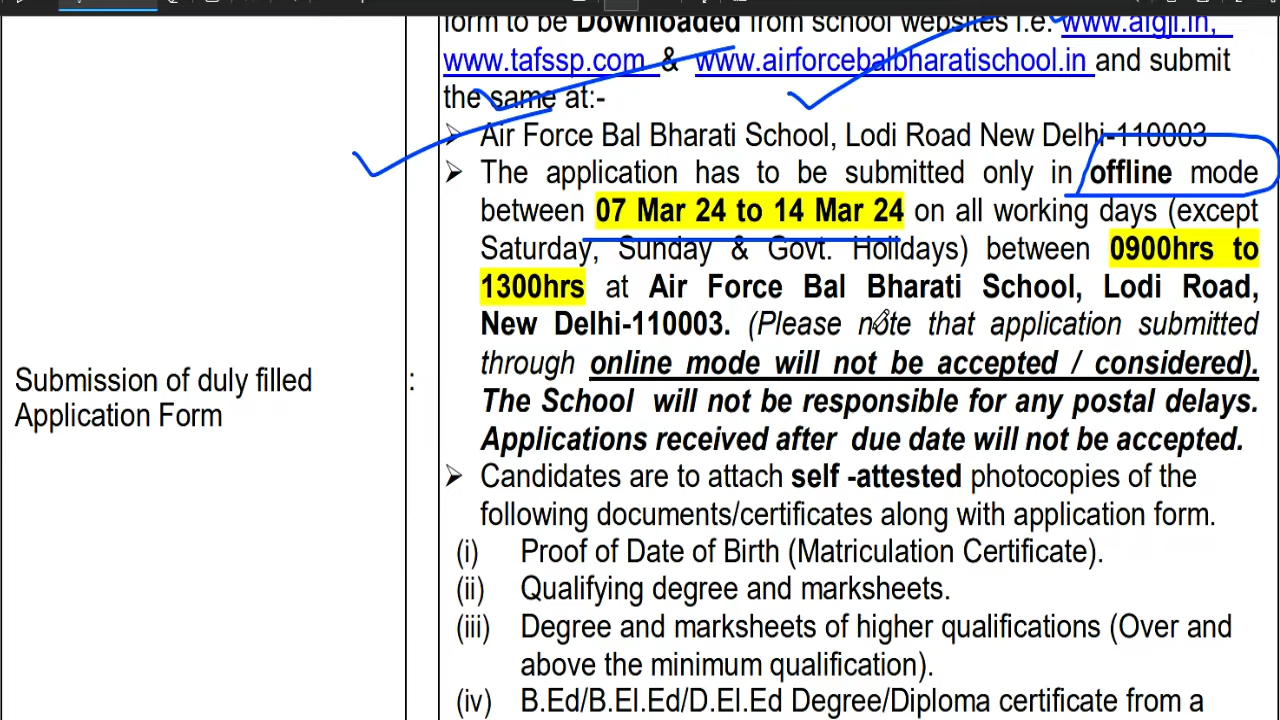 form to be Downloaded from school websites i.e. www.afgji.in,
www.tafssp.com & www.airforcebalbharatischool.in and submit
the same at:-
➢ Air Force Bal Bharati School, Lodi Road New Delhi-110003
➢ The application has to be submitted only in offline mode
between 07 Mar 24 to 14 Mar 24 on all working days (except
Saturday, Sunday & Govt. Holidays) between 0900hrs to
1300hrs at Air Force Bal Bharati School, Lodi Road,
New Delhi-110003. (Please note that application submitted
through online mode will not be accepted / considered).
Submission of duly filled
Application Form
:
The School will not be responsible for any postal delays.
Applications received after due date will not be accepted.
➢ Candidates are to attach self -attested photocopies of the
following documents/certificates along with application form.
(i) Proof of Date of Birth (Matriculation Certificate).
(ii) Qualifying degree and marksheets.
(iii) Degree and marksheets of higher qualifications (Over and
above the minimum qualification).
(iv) B.Ed/B.El.Ed/D.El.Ed Degree/Diploma certificate from a